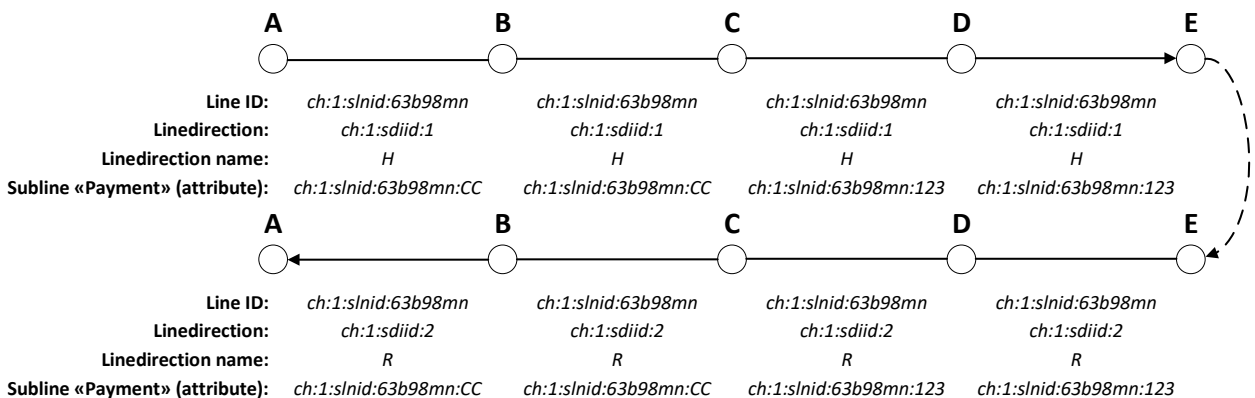 A B C D E
Line ID: ch:1:slnid:63b98mn ch:1:slnid:63b98mn ch:1:slnid:63b98mn ch:1:slnid:63b98mn
Linedirection: ch:1:sdiid:1 ch:1:sdiid:1 ch:1:sdiid:1 ch:1:sdiid:1
Linedirection name: H H H H
Subline «Payment» (attribute): ch:1:slnid:63b98mn:CC ch:1:slnid:63b98mn:CC ch:1:slnid:63b98mn:123 ch:1:slnid:63b98mn:123
A B C D E
Line ID: ch:1:slnid:63b98mn ch:1:slnid:63b98mn ch:1:slnid:63b98mn ch:1:slnid:63b98mn
Linedirection: ch:1:sdiid:2 ch:1:sdiid:2 ch:1:sdiid:2 ch:1:sdiid:2
Linedirection name: R R R R
Subline «Payment» (attribute): ch:1:slnid:63b98mn:CC ch:1:slnid:63b98mn:CC ch:1:slnid:63b98mn:123 ch:1:slnid:63b98mn:123